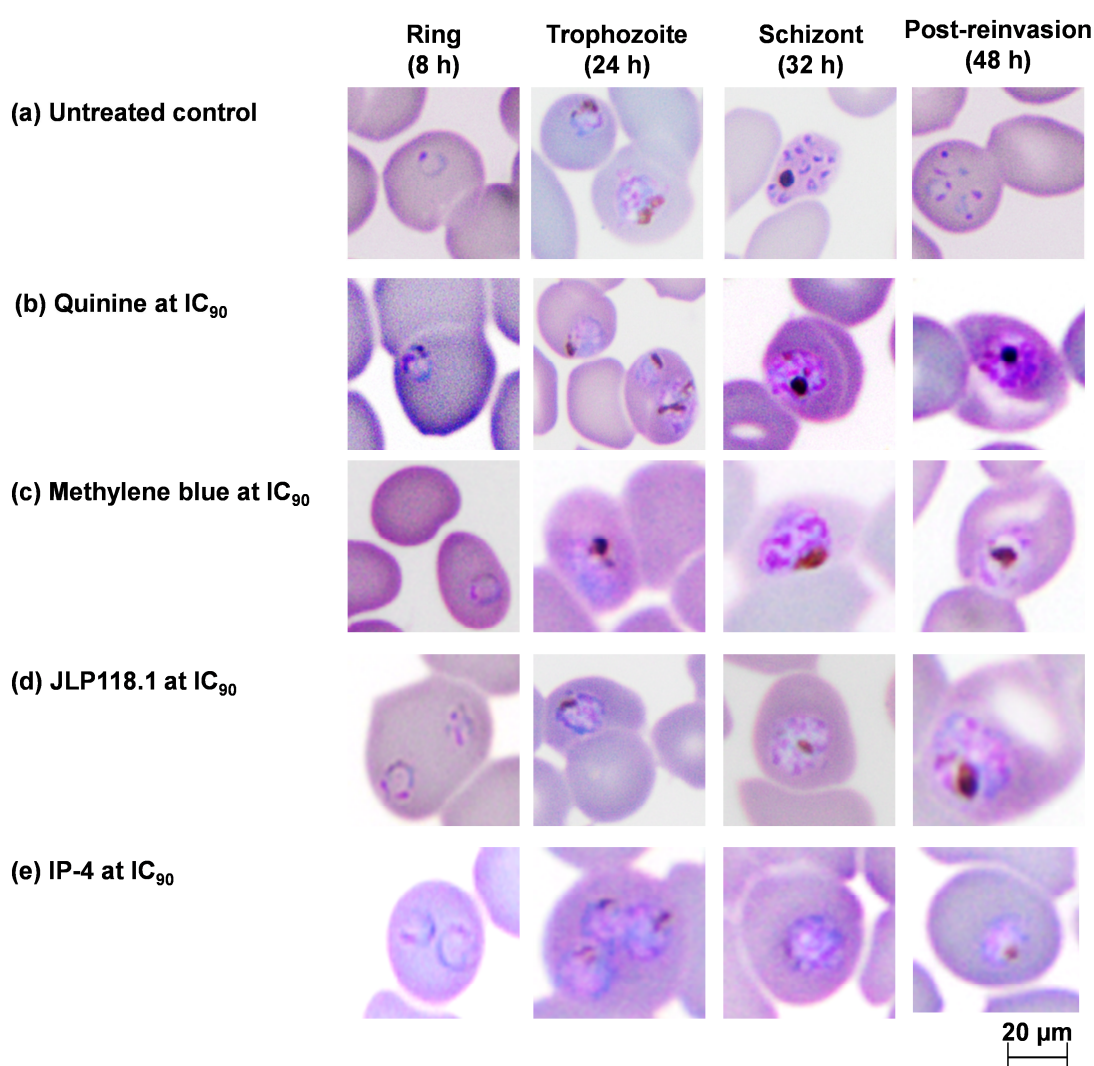 Ring
(8 h)
Trophozoite
(24 h)
Schizont
(32 h)
Post-reinvasion
(48 h)
(a) Untreated control
(b) Quinine at IC90
(c) Methylene blue at IC90
(d) JLP118.1 at IC90
(e) IP-4 at IC90
20 µm